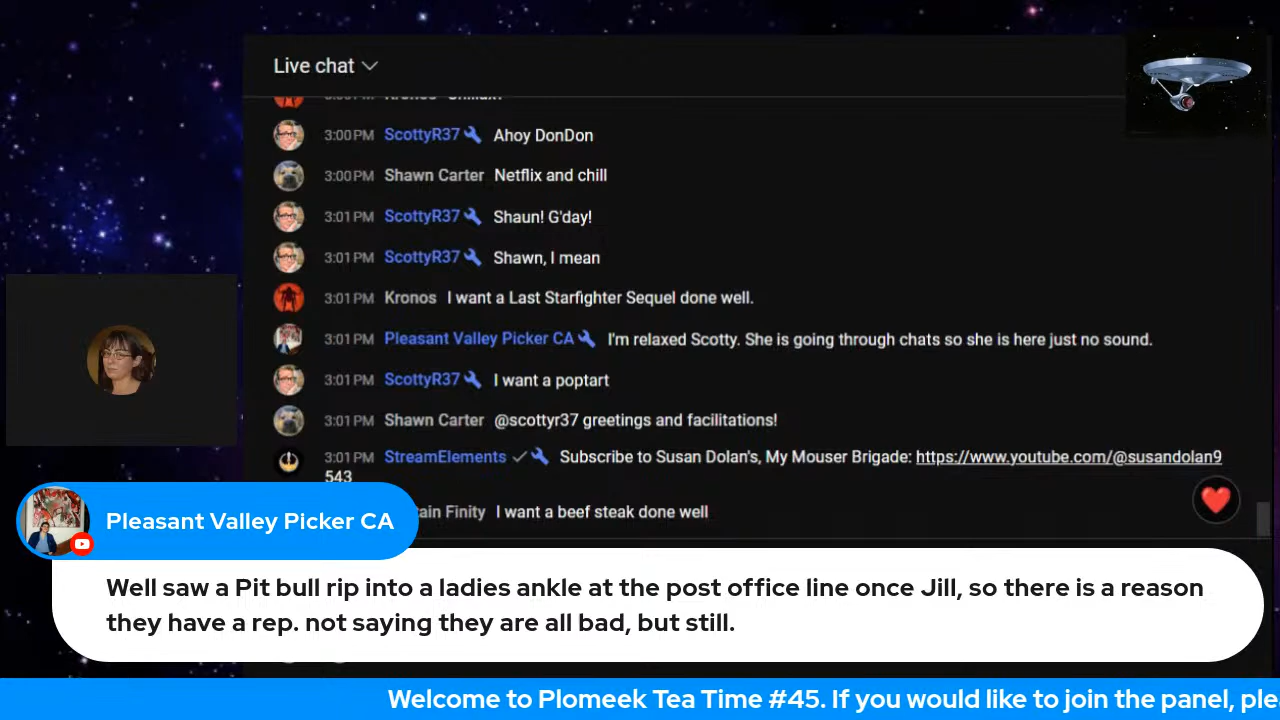 Live chat
3:00 PM ScottyR37 Ahoy DonDon
3:00 PM Shawn Carter Netflix and chill
3:01 PM ScottyR37 Shaun! G'day!
3:01 PM ScottyR37 Shawn, I mean
3:01 PM Kronos I want a Last Starfighter Sequel done well.
3:01 PM Pleasant Valley Picker CA I'm relaxed Scotty. She is going through chats so she is here just no sound.
3:01 PM ScottyR37 I want a poptart
3:01 PM Shawn Carter @scottyr37 greetings and facilitations!
3:01 PM StreamElements Subscribe to Susan Dolan's, My Mouser Brigade: https://www.youtube.com/@susandolan9
543
Finity I want a beef steak done well
Pleasant Valley Picker CA
Well saw a Pit bull rip into a ladies ankle at the post office line once Jill, so there is a reason
they have a rep. not saying they are all bad, but still.
Welcome to Plomeek Tea Time #45. If you would like to join the panel, ple